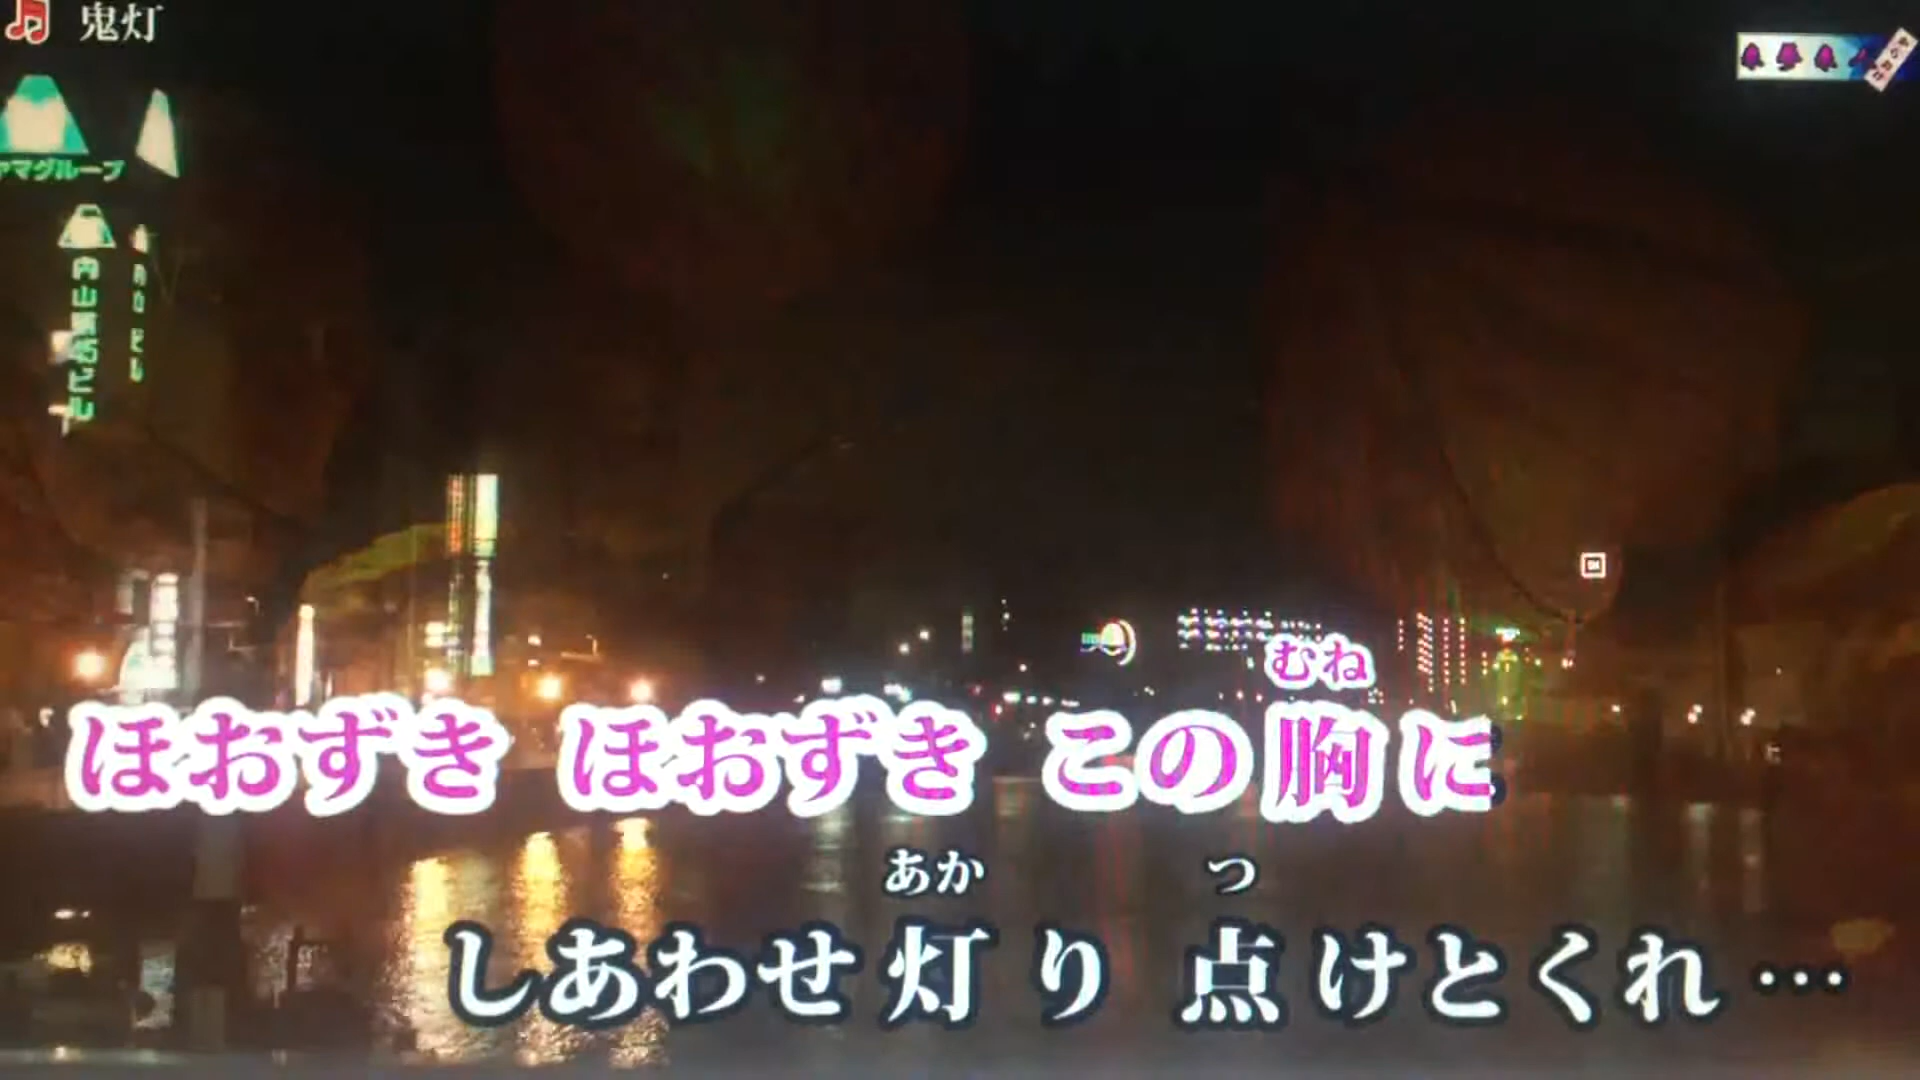 鬼灯
ヤマグループ
ほおずき ほおずき この胸に
むね
しあわせ灯り 点けとくれ…
あか
つ